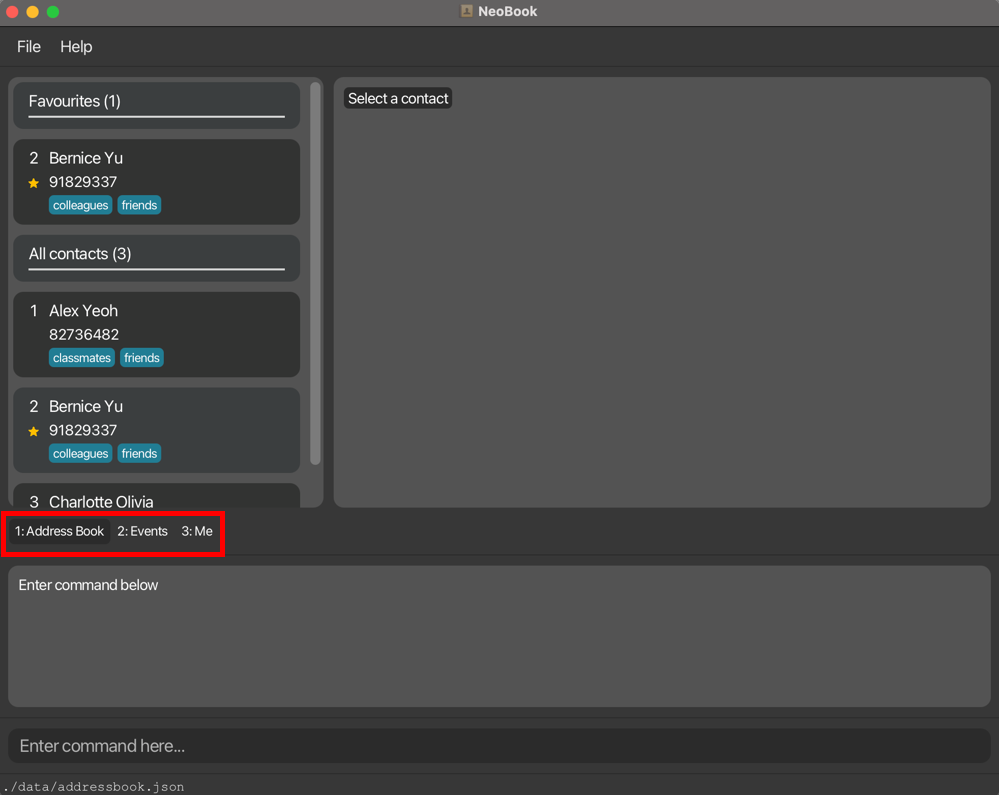 NeoBook
File Help
Favourites (1)
2 Bernice Yu
91829337
colleagues friends
All contacts (3)
1 Alex Yeoh
82736482
classmates friends
2 Bernice Yu
91829337
colleagues friends
3 Charlotte Olivia
Select a contact
1: Address Book 2: Events 3: Me
Enter command below
Enter command here...
./data/addressbook.json